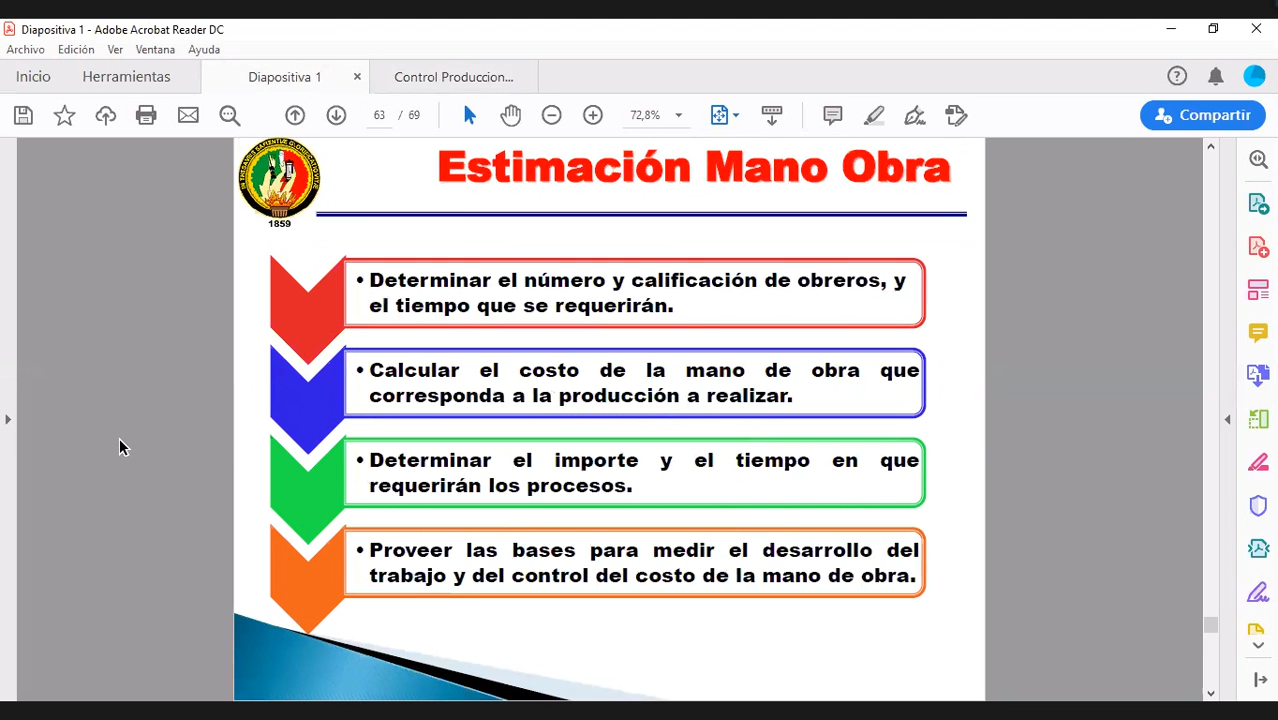 Diapositiva 1 - Adobe Acrobat Reader DC
Archivo Edición Ver Ventana Ayuda
Inicio Herramientas Diapositiva 1 Control Produccion...
63 / 69 72,8% Compartir
Estimación Mano Obra
1859
• Determinar el número y calificación de obreros, y
el tiempo que se requerirán.
• Calcular el costo de la mano de obra que
corresponda a la producción a realizar.
• Determinar el importe y el tiempo en que
requerirán los procesos.
• Proveer las bases para medir el desarrollo del
trabajo y del control del costo de la mano de obra.